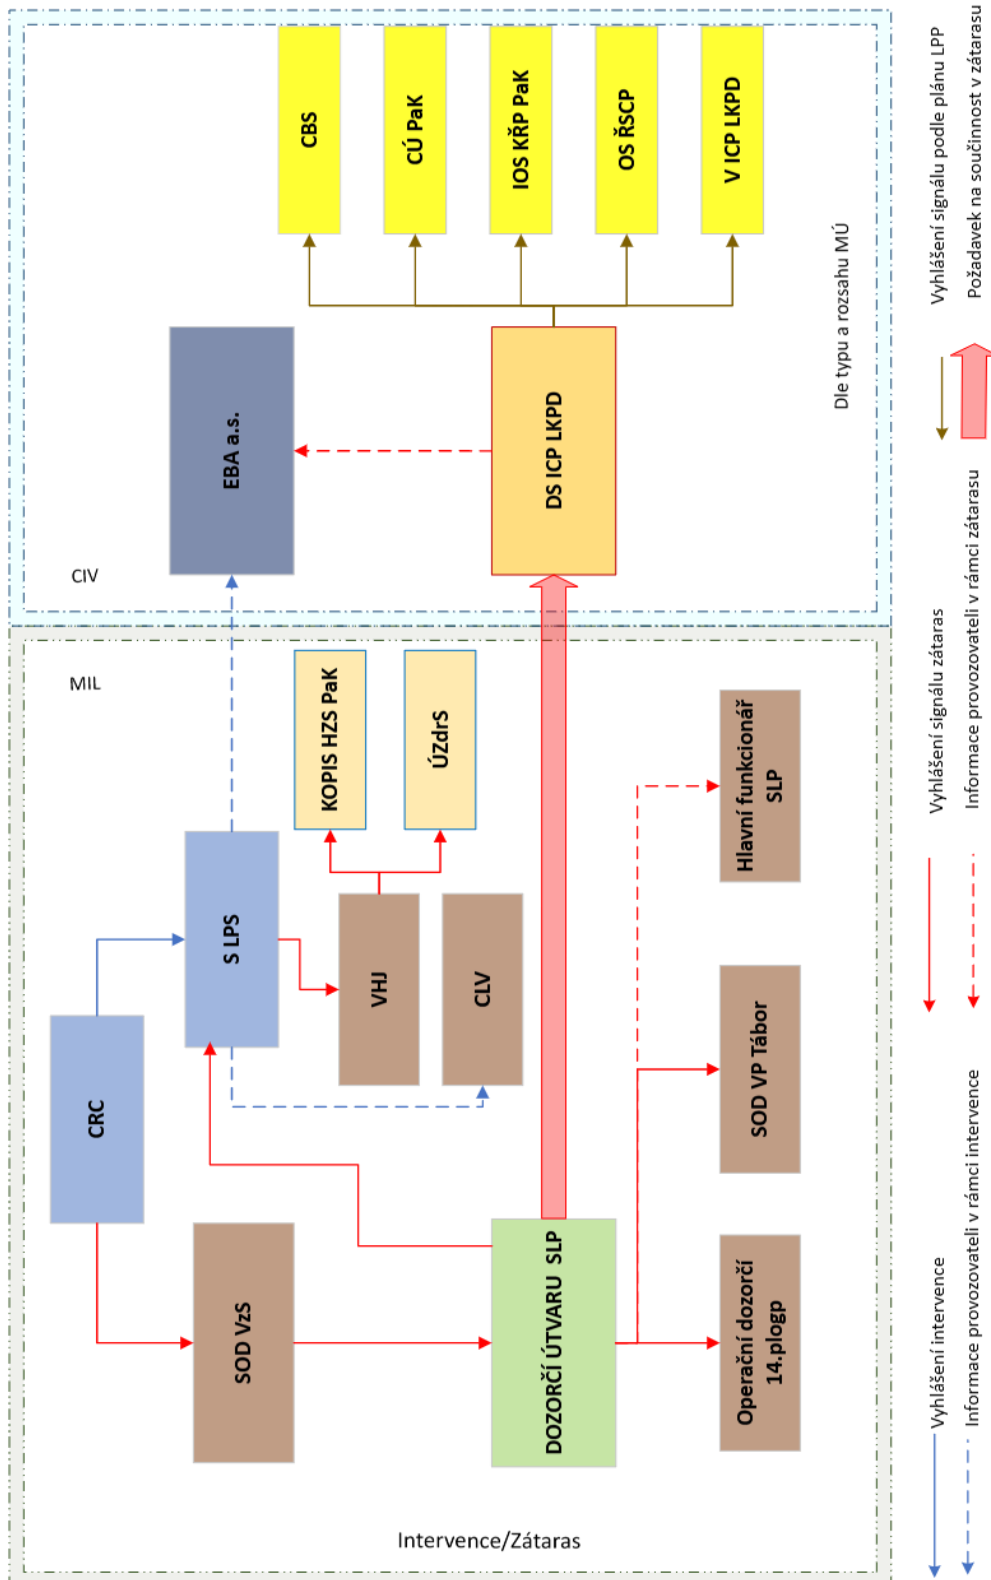 Intervence/Zátaras
MIL
CIV
CRC
SOD VzS
S LPS
VHJ
CLV
KOPIS HZS PaK
ÚZdrS
DOZORČÍ ÚTVARU SLP
Operační dozorčí
14.plogp
SOD VP Tábor
Hlavní funkcionář
SLP
EBA a.s.
DS ICP LKPD
CBS
CÚ PaK
IOS KŘP PaK
OS ŘSCP
V ICP LKPD
Dle typu a rozsahu MÚ
Vyhlášení intervence
Informace provozovateli v rámci intervence
Vyhlášení signálu zátaras
Informace provozovateli v rámci zátarasu
Vyhlášení signálu podle plánu LPP
Požadavek na součinnost v zátarasu